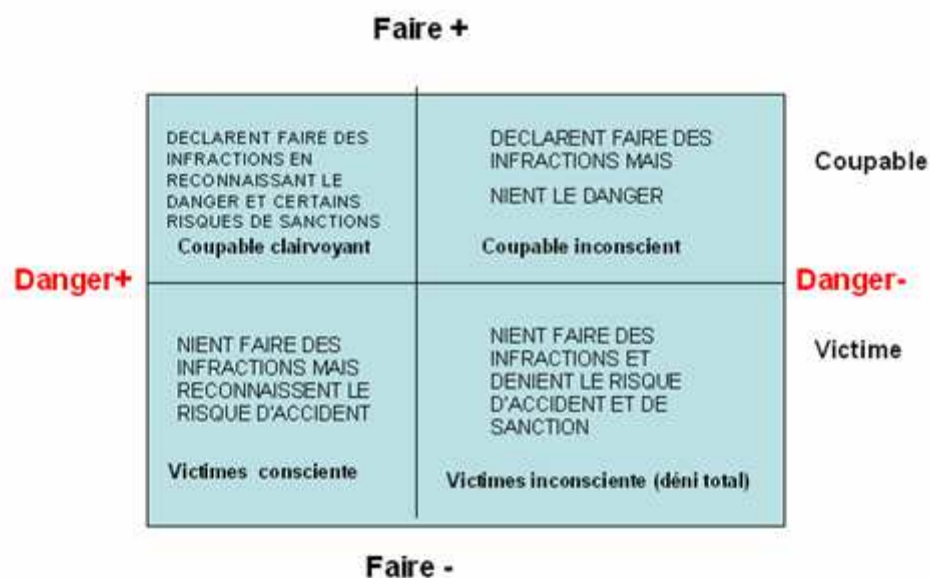 Faire +
DECLARENT FAIRE DES
INFRACTIONS EN
RECONNAISSANT LE
DANGER ET CERTAINS
RISQUES DE SANCTIONS
Coupable clairvoyant
DECLARENT FAIRE DES
INFRACTIONS MAIS
NIENT LE DANGER
Coupable inconscient
Coupable
Danger+
Danger-
NIENT FAIRE DES
INFRACTIONS MAIS
RECONNAISSENT LE
RISQUE D'ACCIDENT
Victimes consciente
NIENT FAIRE DES
INFRACTIONS ET
DENIENT LE RISQUE
D'ACCIDENT ET DE
SANCTION
Victimes inconsciente (déni total)
Victime
Faire -